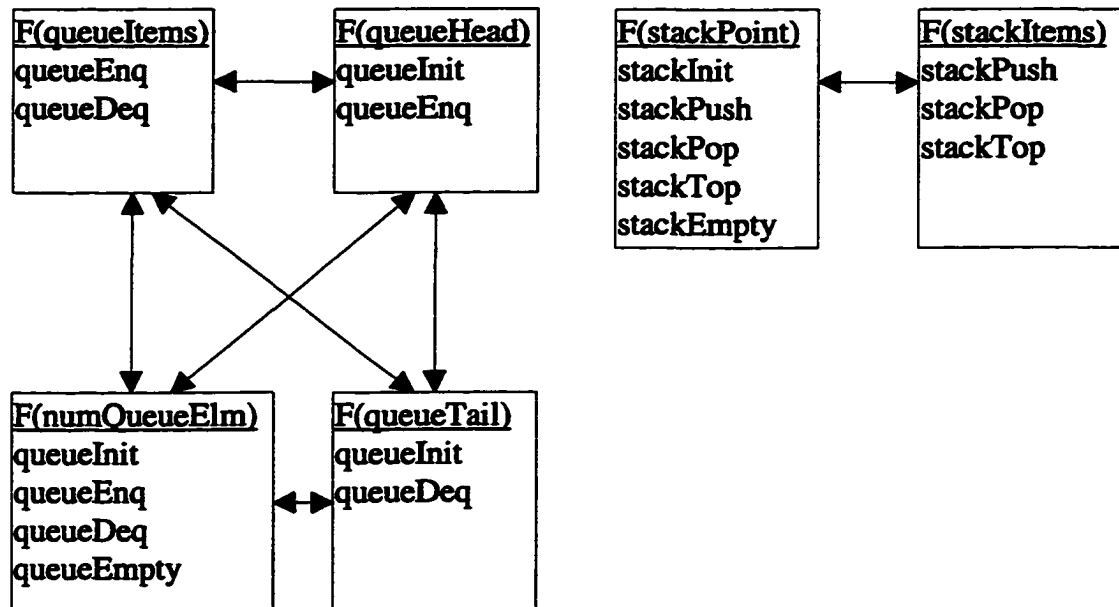 F(queueItems)
queueEnq
queueDeq
F(queueHead)
queueInit
queueEnq
F(stackPoint)
stackInit
stackPush
stackPop
stackTop
stackEmpty
F(stackItems)
stackPush
stackPop
stackTop
F(numQueueElm)
queueInit
queueEnq
queueDeq
queueEmpty
F(queueTail)
queueInit
queueDeq